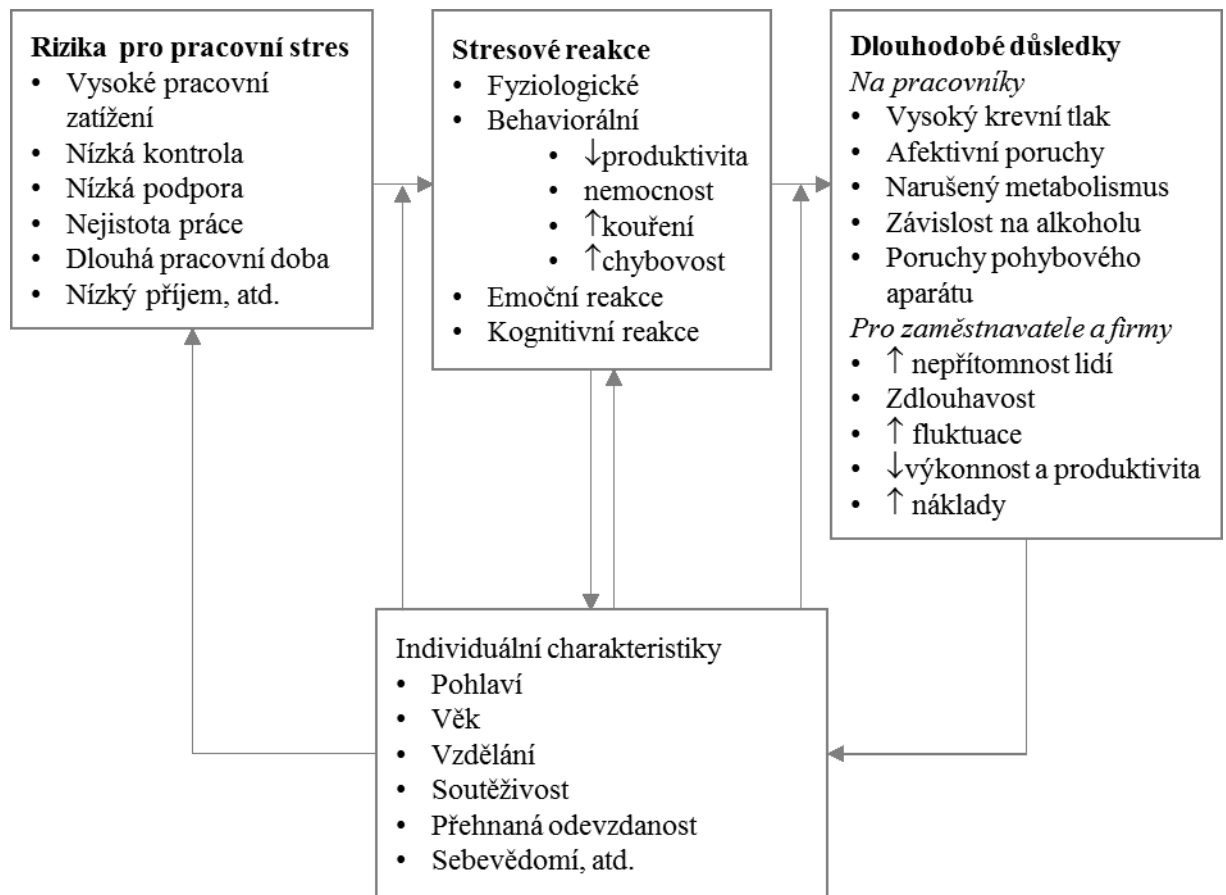 Rizika pro pracovní stres
• Vysoké pracovní
zatížení
• Nízká kontrola
• Nízká podpora
• Nejistota práce
• Dlouhá pracovní doba
• Nízký příjem, atd.
Stresové reakce
• Fyziologické
• Behaviorální
• ↓produktivita
• nemocnost
• ↑kouření
• ↑chybovost
• Emoční reakce
• Kognitivní reakce
Dlouhodobé důsledky
Na pracovníky
• Vysoký krevní tlak
• Afektivní poruchy
• Narušený metabolismus
• Závislost na alkoholu
• Poruchy pohybového
aparátu
Pro zaměstnavatele a firmy
• ↑ nepřítomnost lidí
• Zdlouhavost
• ↑ fluktuace
• ↓výkonnost a produktivita
• ↑ náklady
Individuální charakteristiky
• Pohlaví
• Věk
• Vzdělání
• Soutěživost
• Přehnaná odevzdanost
• Sebevědomí, atd.